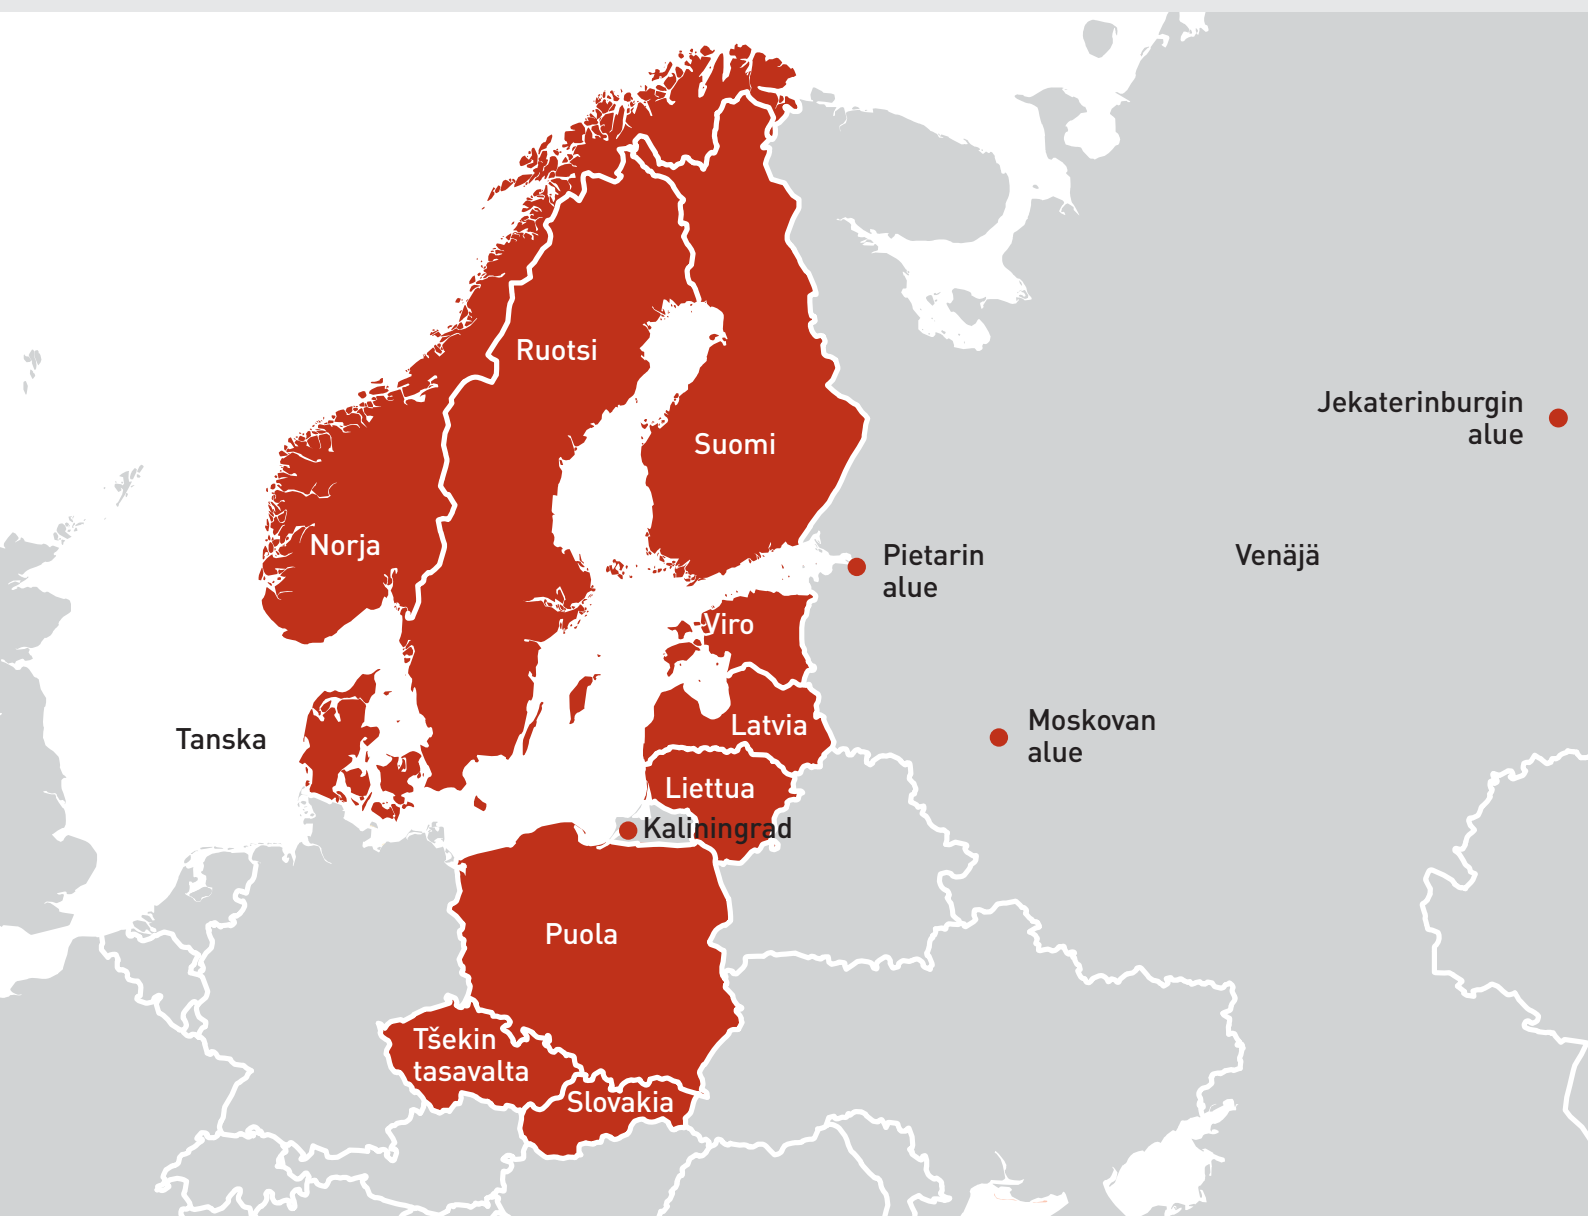 Ruotsi
Jekaterinburgin
alue
Suomi
Norja
Pietarin
alue
Venäjä
Viro
Tanska
Latvia
Moskovan
alue
Liettua
Kaliningrad
Puola
Tšekin
tasavalta
Slovakia